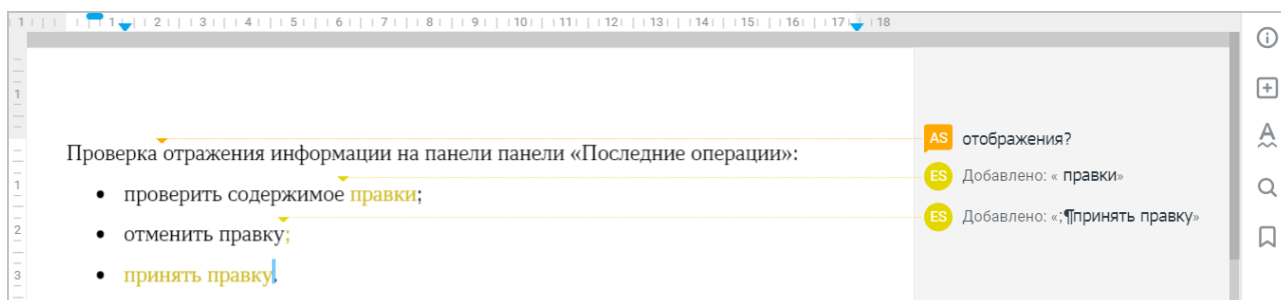 1 1 2 3 4 5 6 7 8 9 10 11 12 13 14 15 16 17 18
1
AS отображения?
Проверка отражения информации на панели панели «Последние операции»:
ES Добавлено: « правки»
1
• проверить содержимое правки;
ES Добавлено: «;¶принять правку»
2
• отменить правку;
3
• принять правку.